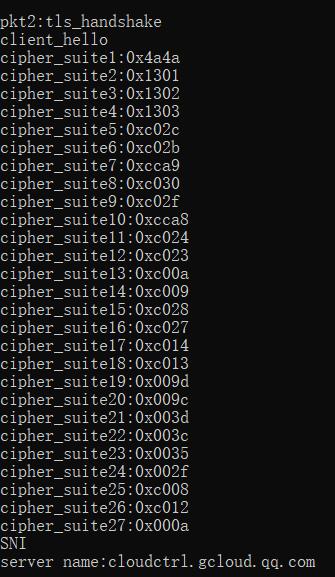 pkt2:tls_handshake
client_hello
cipher_suite1:0x4a4a
cipher_suite2:0x1301
cipher_suite3:0x1302
cipher_suite4:0x1303
cipher_suite5:0xc02c
cipher_suite6:0xc02b
cipher_suite7:0xcca9
cipher_suite8:0xc030
cipher_suite9:0xc02f
cipher_suite10:0xcca8
cipher_suite11:0xc024
cipher_suite12:0xc023
cipher_suite13:0xc00a
cipher_suite14:0xc009
cipher_suite15:0xc028
cipher_suite16:0xc027
cipher_suite17:0xc014
cipher_suite18:0xc013
cipher_suite19:0x009d
cipher_suite20:0x009c
cipher_suite21:0x003d
cipher_suite22:0x003c
cipher_suite23:0x0035
cipher_suite24:0x002f
cipher_suite25:0xc008
cipher_suite26:0xc012
cipher_suite27:0x000a
SNI
server name:cloudctrl.gcloud.qq.com